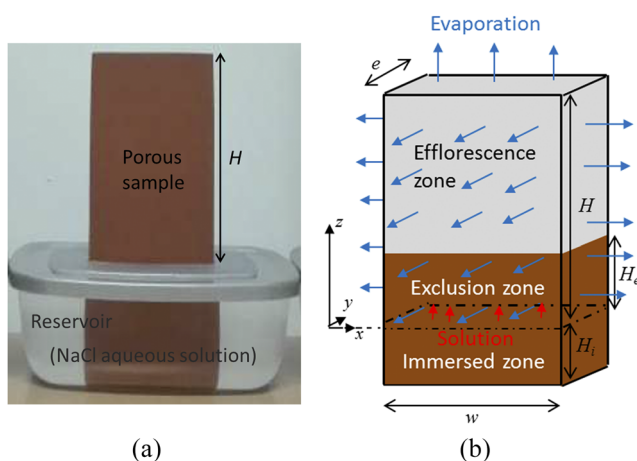 Porous
sample
H
Reservoir
(NaCl aqueous solution)
(a)
Evaporation
e
Efflorescence
zone
H
z
H_e
Exclusion zone
y
x
Solution
Immersed zone
H_i
w
(b)